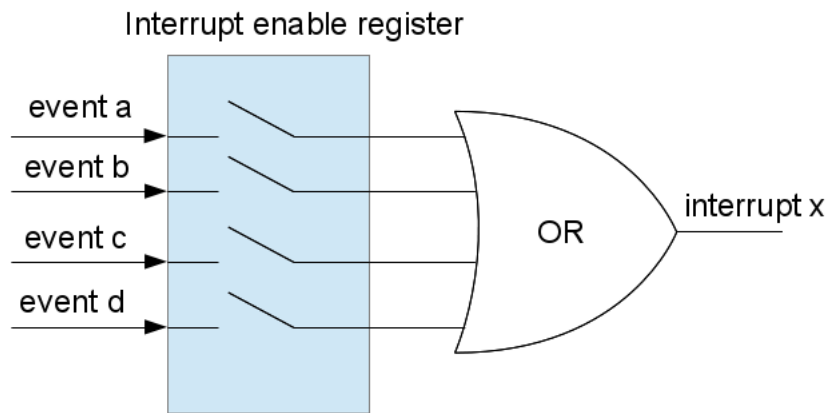 Interrupt enable register
event a
event b
event c
event d
OR
interrupt x